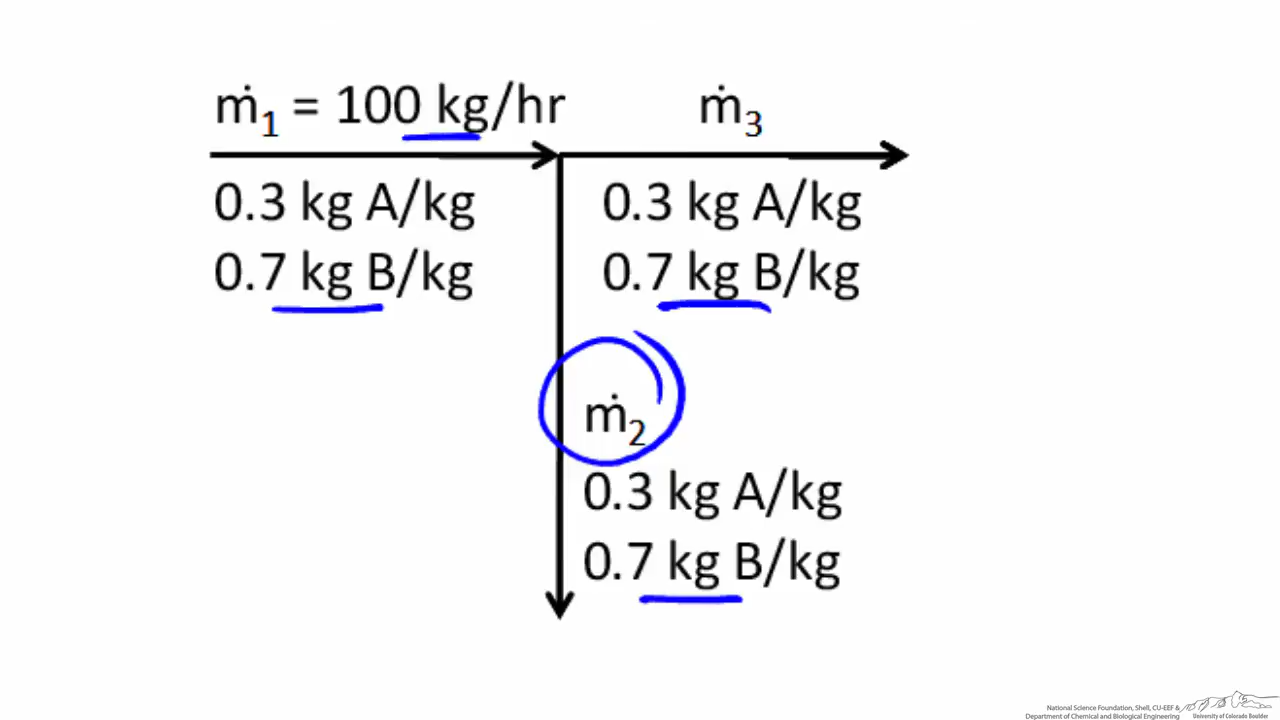 ṁ₁ = 100 kg/hr
ṁ₃
0.3 kg A/kg
0.7 kg B/kg
0.3 kg A/kg
0.7 kg B/kg
ṁ₂
0.3 kg A/kg
0.7 kg B/kg
National Science Foundation, Shell, CU-EEF &
Department of Chemical and Biological Engineering
University of Colorado Boulder